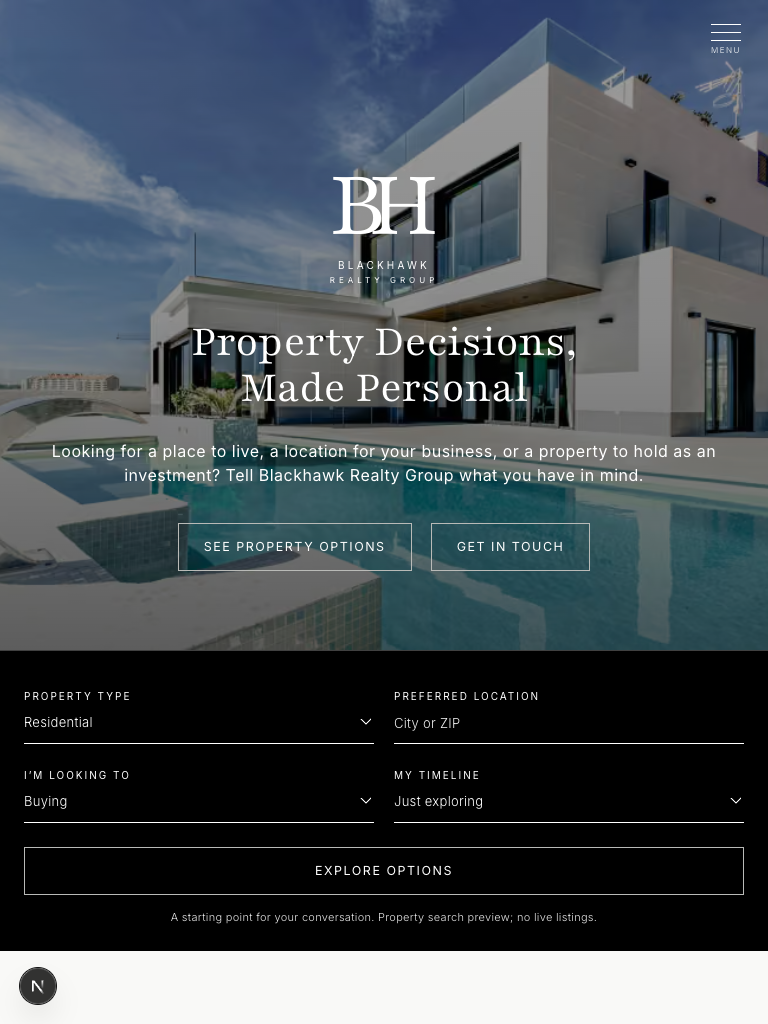 MENU
BH
BLACKHAWK
REALTY GROUP
Property Decisions,
Made Personal
Looking for a place to live, a location for your business, or a property to hold as an
investment? Tell Blackhawk Realty Group what you have in mind.
SEE PROPERTY OPTIONS
GET IN TOUCH
PROPERTY TYPE
Residential
PREFERRED LOCATION
City or ZIP
I'M LOOKING TO
Buying
MY TIMELINE
Just exploring
EXPLORE OPTIONS
A starting point for your conversation. Property search preview; no live listings.
N